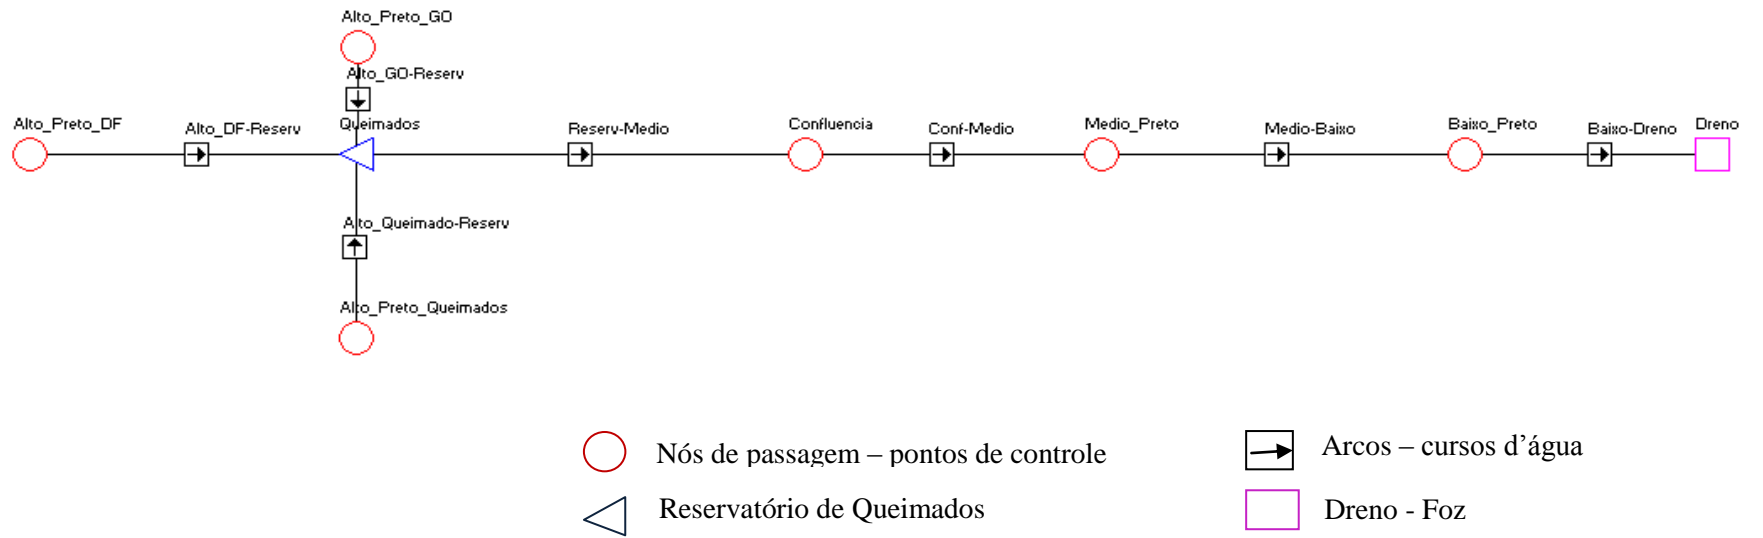 Alto_Preto_GO
Alto_GO-Reserv
Alto_Preto_DF
Alto_DF-Reserv
Queimados
Reserv-Medio
Confluencia
Conf-Medio
Medio_Preto
Medio-Baixo
Baixo_Preto
Baixo-Dreno
Dreno
Alto_Queimado-Reserv
Alto_Preto_Queimados
Nós de passagem – pontos de controle
Arcos – cursos d’água
Reservatório de Queimados
Dreno - Foz